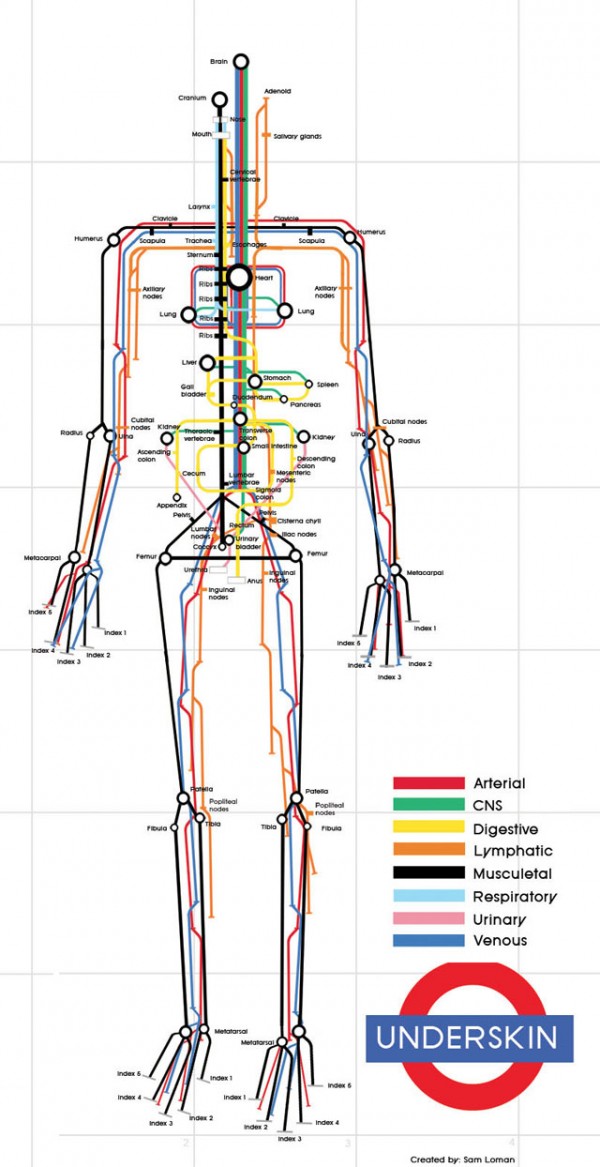 Brain
Cranium
Adenoid
Nose
Mouth
Salivary glands
Cervical
vertebrae
Larynx
Clavicle
Clavicle
Humerus
Humerus
Scapula
Trachea
Esophages
Scapula
Sternum
Ribs
Heart
Ribs
Axillary
nodes
Axillary
nodes
Ribs
Lung
Lung
Ribs
Ribs
Liver
Stomach
Spleen
Gall
bladder
Duodendum
Pancreas
Cubital
nodes
Cubital nodes
Kidney
Thoracic
vertebrae
Transverse
colon
Kidney
Radius
Ulna
Ulna
Radius
Small intestine
Ascending
colon
Descending
colon
Cecum
Lumbar
vertebrae
Mesenteric
nodes
Sigmoid
colon
Appendix
Pelvis
Pelvis
Cisterna chyli
Lumbar
nodes
Rectum
Iliac nodes
Coccyx
Urinary
bladder
Metacarpal
Femur
Femur
Urethra
Anus
Inguinal
nodes
Metacarpal
Inguinal
nodes
Index 5
Index 4
Index 3
Index 2
Index 1
Index 5
Index 4
Index 3
Index 2
Index 1
Patella
Patella
Popliteal
nodes
Popliteal
nodes
Fibula
Tibia
Tibia
Fibula
Arterial
CNS
Digestive
Lymphatic
Musculetal
Respiratory
Urinary
Venous
UNDERSKIN
Metatarsal
Metatarsal
Index 5
Index 4
Index 3
Index 2
Index 1
Index 1
Index 2
Index 3
Index 4
Index 5
2
3
4
Created by: Sam Loman